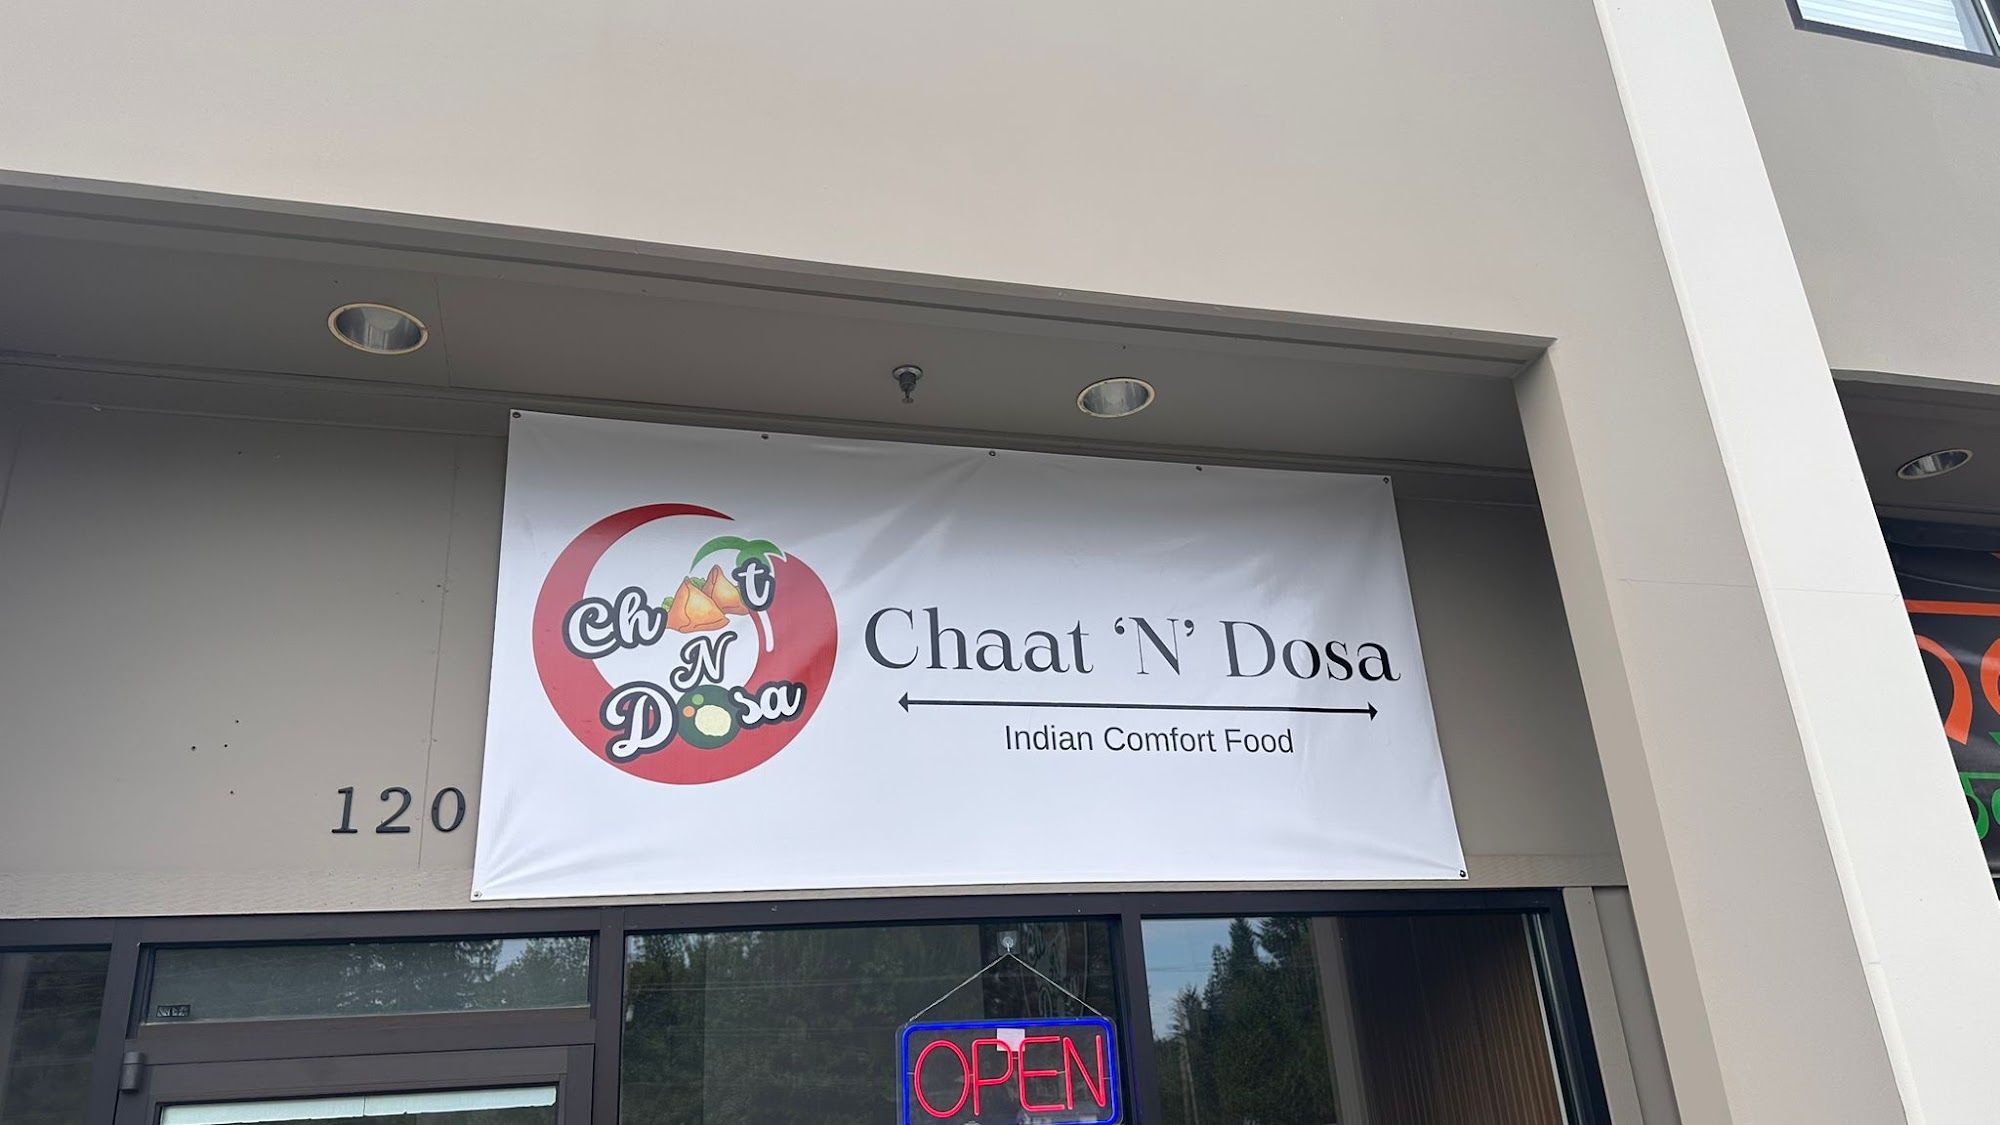 Ch t
N
D sa
Chaat ‘N’ Dosa
Indian Comfort Food
120
OPEN